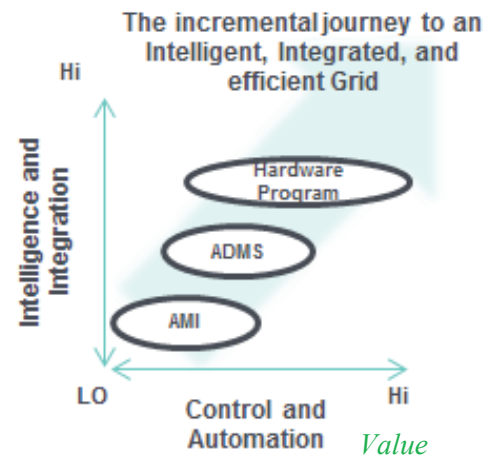 The incremental journey to an
Intelligent, Integrated, and
efficient Grid
Hi
Intelligence and
Integration
Hardware
Program
ADMS
AMI
LO
Hi
Control and
Automation
Value